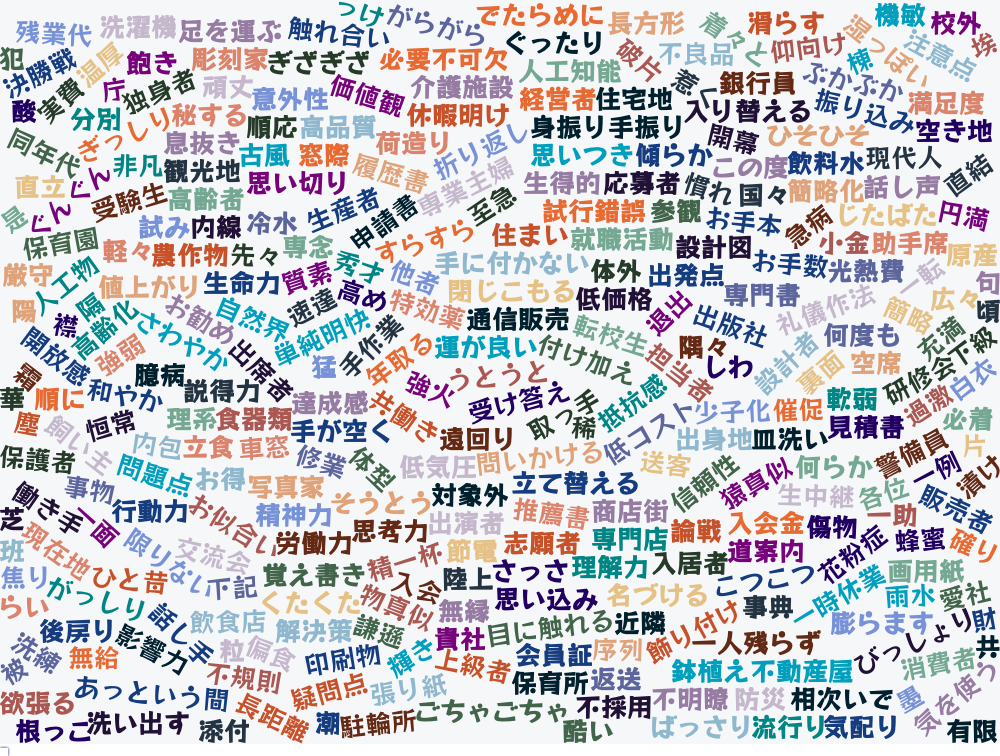 残業代 洗濯機 足を運ぶ 触れ合い つけ がらがら でたらめに 長方形 着々と 滑らす 湿っぽい 機敏 校外 埃
犯 決勝戦 温厚 飽き 彫刻家 ぎざぎざ 必要不可欠 ぐったり 破片 不良品 仰向け 棟 注意点
酸 実費 庁 独身者 頑丈 価値観 介護施設 人工知能 惹く 銀行員 ぶかぶか
分別 ぎっしり 秘する 意外性 休暇明け 経営者 住宅地 入り替える 振り込み 満足度
同年代 息抜き 順応 高品質 荷造り 折り返し 身振り手振り 開幕 ひそひそ 空き地
非凡 観光地 古風 窓際 履歴書 専業主婦 思いつき 傾らか この度 飲料水 現代人 直結
直立 ぐんぐん 受験生 高齢者 思い切り 生得的 応募者 慣れ 国々 簡略化 話し声
是 試み 内線 冷水 生産者 申請書 至急 試行錯誤 参観 お手本 急病 じたばた 円満
保育園 軽々 農作物 先々 専念 すらすら 住まい 就職活動 設計図 小金 助手席 原産
厳守 人工物 値上がり 生命力 質素 秀才 他者 手に付かない 体外 出発点 お手数 光熱費 一転 句
陽 隔 高齢化 お勧め 自然界 速達 高め 特効薬 閉じこもる 低価格 退出 専門書 礼儀作法 簡略 広々 頃
襟 開放感 強弱 さわやか 出席者 単純明快 手作業 通信販売 転校生 出版社 何度も 充満 下級
霜 臆病 猛 年取る 運が良い 付け加え 担当者 隅々 しわ 設計者 裏面 空席 研修会 白衣
華 順に 和やか 説得力 達成感 強火 うとうと 受け答え 取っ手 抵抗感 少子化 催促 軟弱 過激 必着
塵 飼い主 恒常 理系 食器類 手が空く 共働き 遠回り 稀 低コスト 出身地 皿洗い 見積書 片
保護者 内包 立食 車窓 修業 体型 低気圧 問いかける 送客 信頼性 猿真似 何らか 警備員 一例 漬け
働き手 事物 問題点 お得 写真家 そうとう 対象外 立て替える 生中継 各位 販売者
芝 一面 行動力 お似合い 精神力 思考力 出演者 推薦書 商店街 論戦 入会金 傷物 一助
班 現在地 限りない 交流会 労働力 精一杯 節電 志願者 専門店 道案内 花粉症 蜂蜜 確り
焦り がっしり ひと昔 下記 覚え書き 入会 陸上 さっさ 理解力 入居者 こつこつ 一時休業 画用紙
らい 話し手 飲食店 くたくた 物真似 無縁 思い込み 名づける 事典 雨水 愛社
後戻り 影響力 解決策 謙遜 貴社 目に触れる 近隣 飾り付け 一人残らず 膨らます びっしょり 財
洗練 無給 粒 偏食 印刷物 輝き 上級者 会員証 序列 鉢植え 不動産屋 消費者 共
被 欲張る あっという間 不規則 疑問点 張り紙 保育所 返送 不明瞭 防災 相次いで 墨 気を使う
根っこ 洗い出す 添付 長距離 潮 駐輪所 ごちゃごちゃ 不採用 酷い ばっさり 流行り 気配り 有限